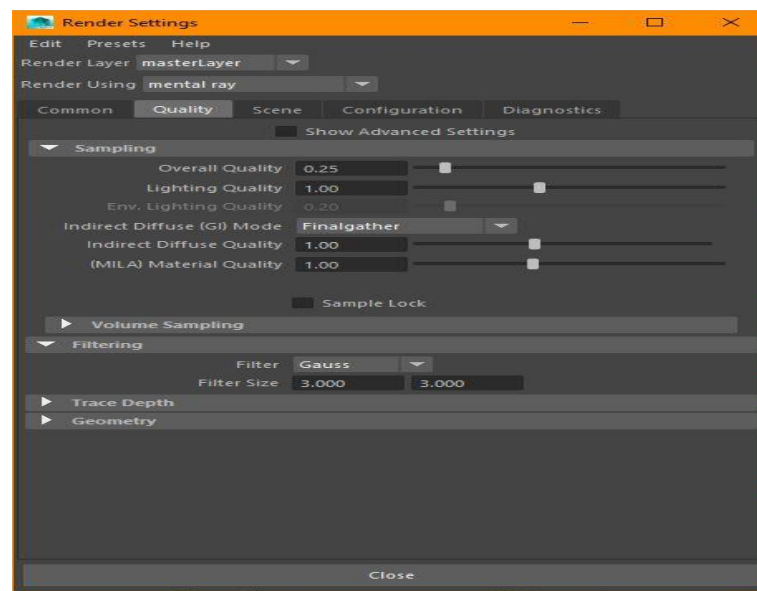 Render Settings
Edit Presets Help
Render Layer masterLayer
Render Using mental ray
Common Quality Scene Configuration Diagnostics
Show Advanced Settings
Sampling
Overall Quality 0.25
Lighting Quality 1.00
Env. Lighting Quality 0.20
Indirect Diffuse (GI) Mode Finalgather
Indirect Diffuse Quality 1.00
(MILA) Material Quality 1.00
Sample Lock
Volume Sampling
Filtering
Filter Gauss
Filter Size 3.000 3.000
Trace Depth
Geometry
Close